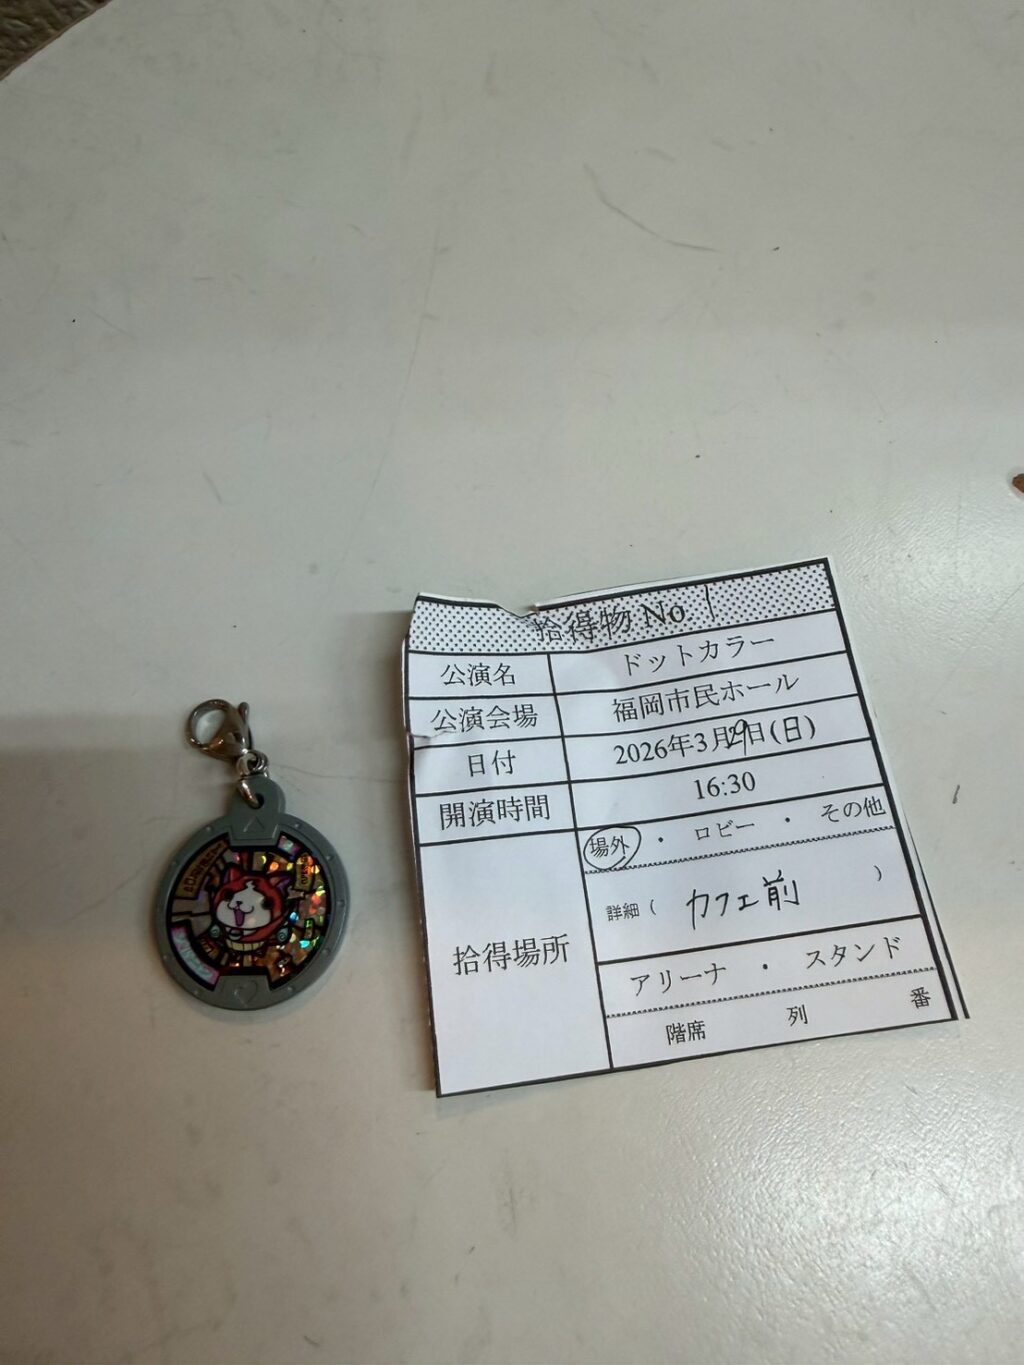 拾得物 No. 1
公演名 ドットカラー
公演会場 福岡市民ホール
日付 2026年3月29日(日)
開演時間 16:30
拾得場所
場外 ・ ロビー ・ その他
詳細( カフェ前 )
アリーナ ・ スタンド
階席 列 番